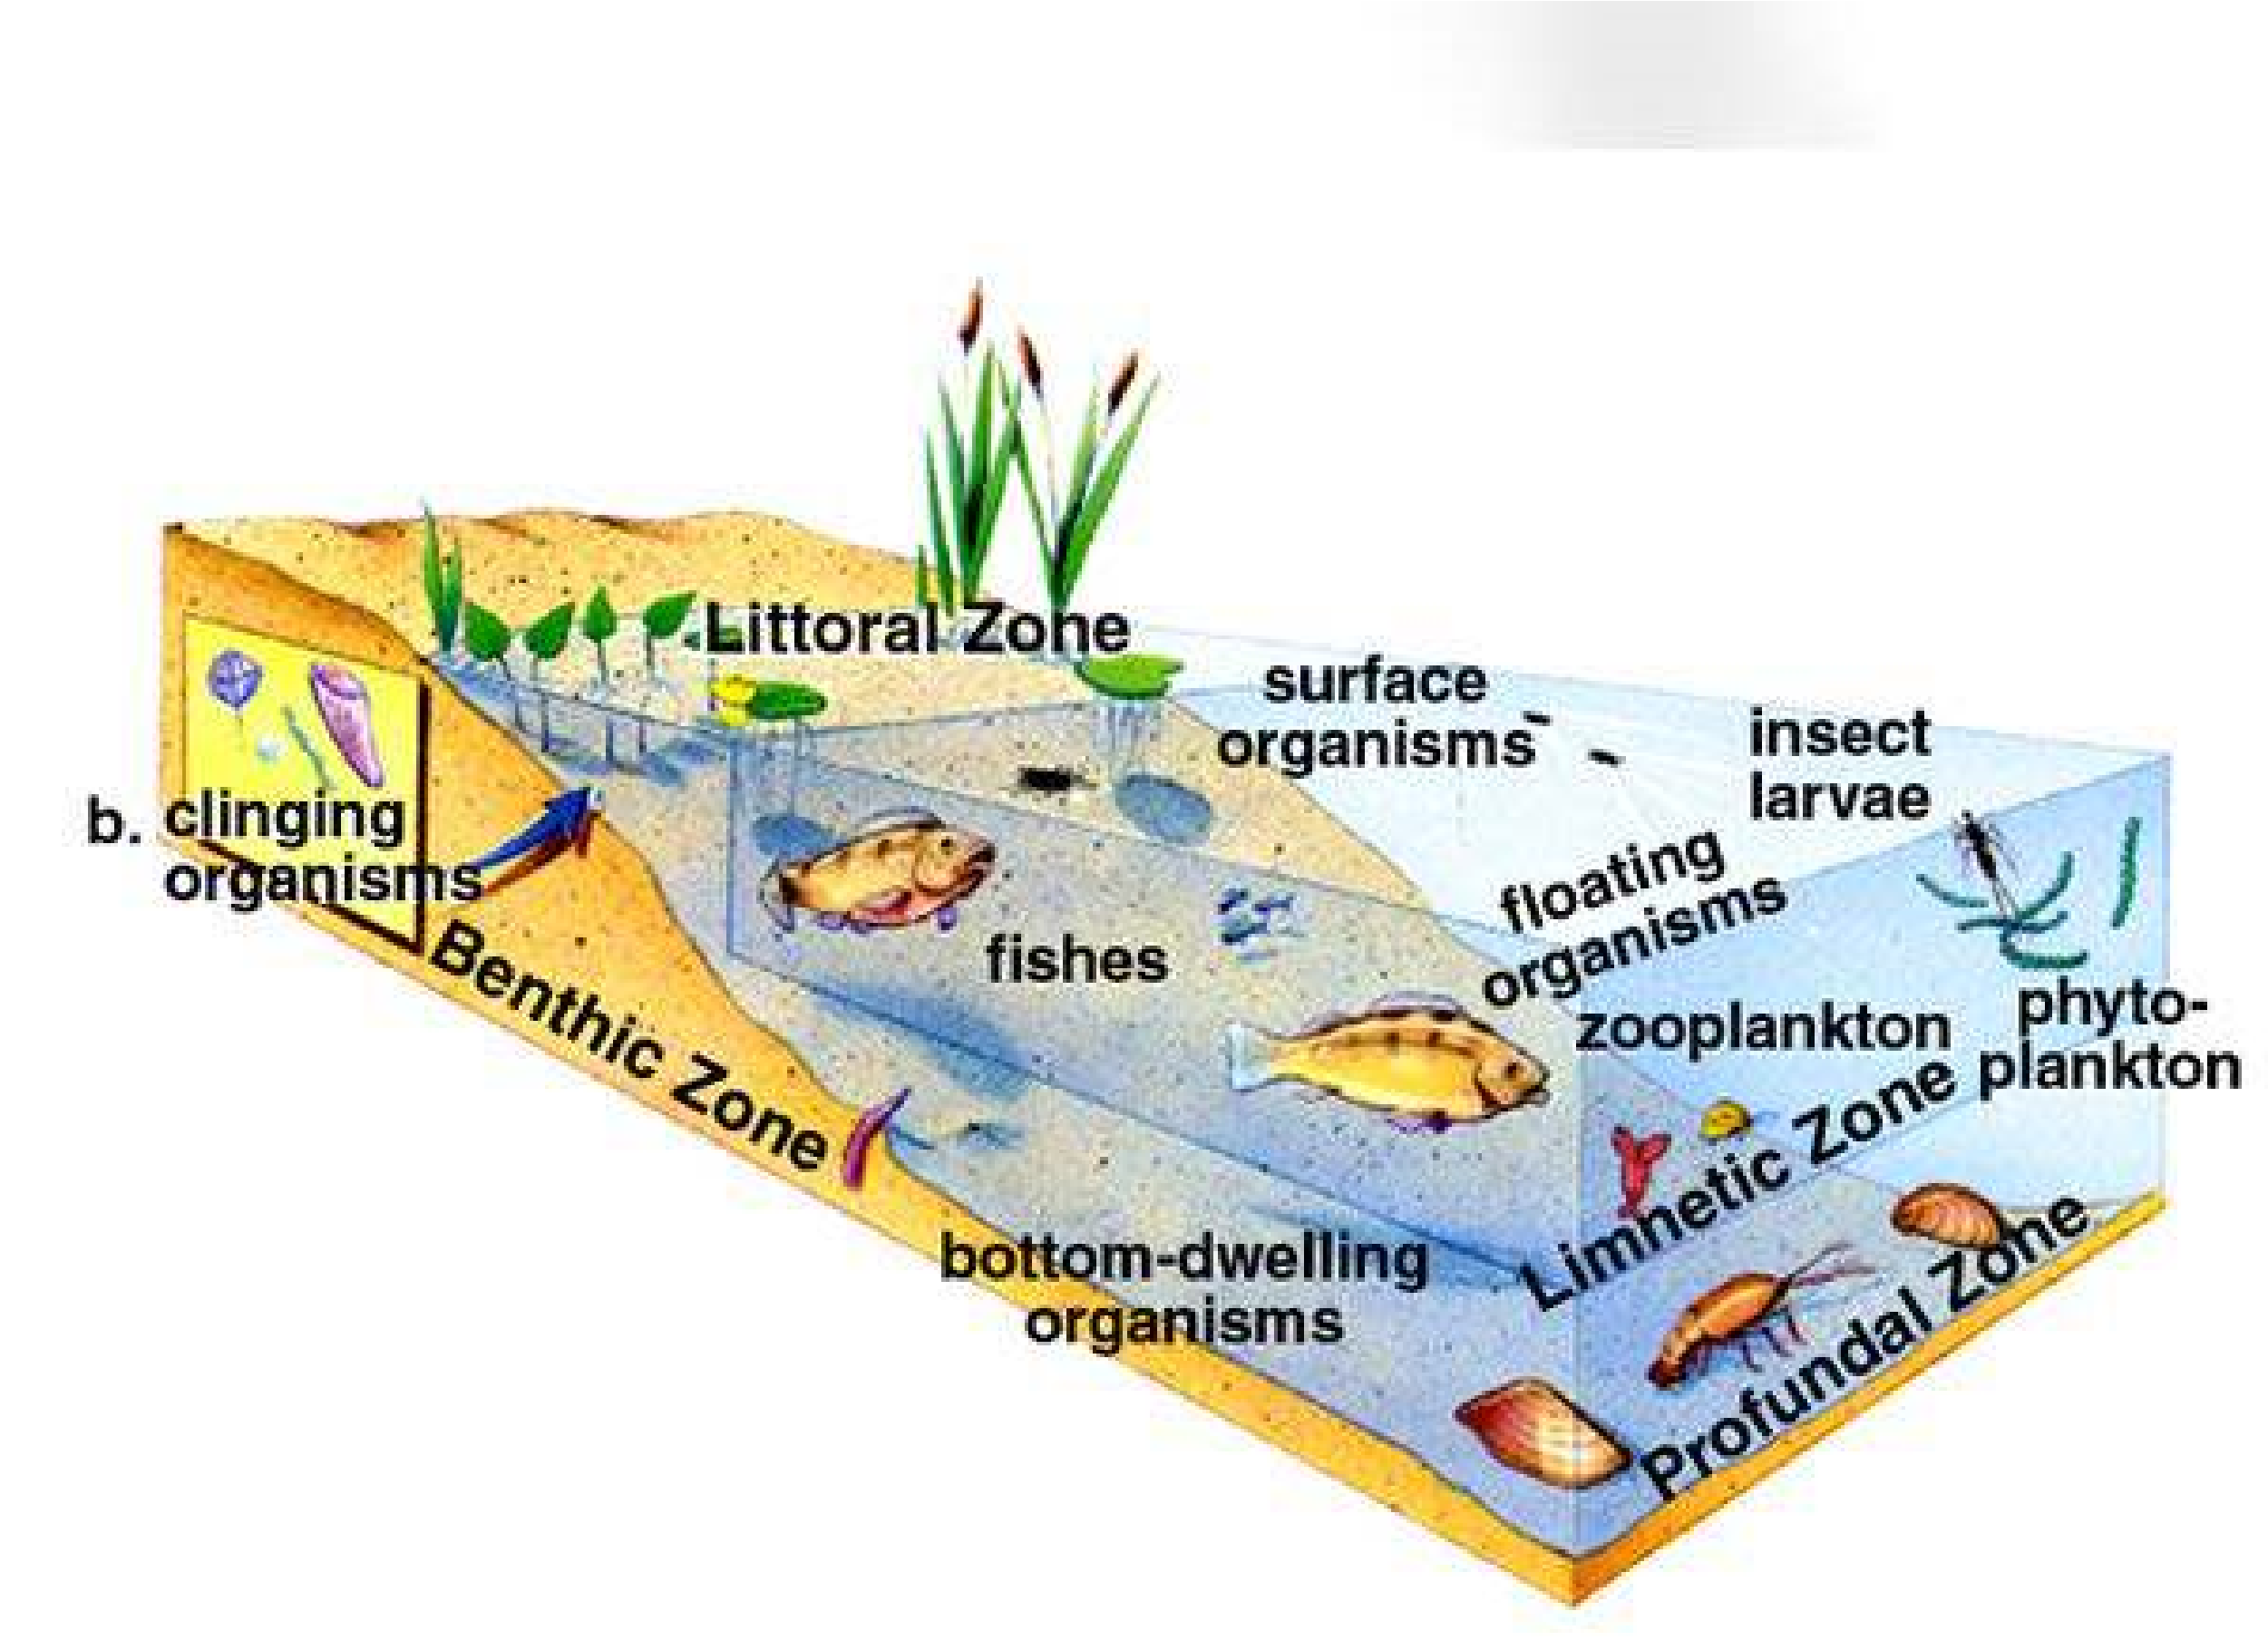 Littoral Zone
surface
organisms
insect
larvae
b. clinging
organisms
floating
organisms
fishes
Benthic Zone
zooplankton
phyto-
plankton
Limnetic Zone
bottom-dwelling
organisms
Profundal Zone